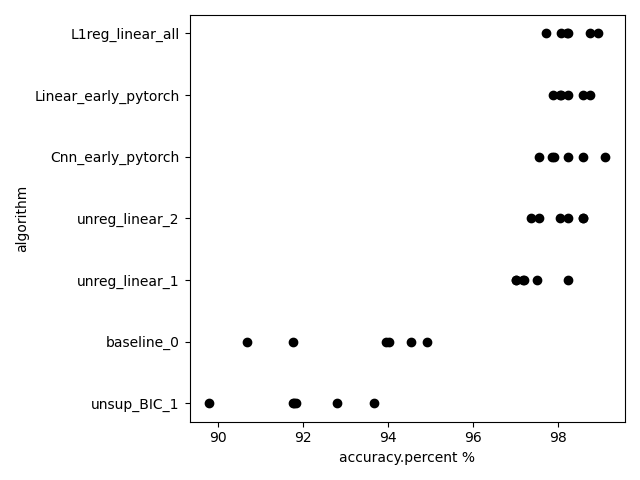 L1reg_linear_all
Linear_early_pytorch
Cnn_early_pytorch
unreg_linear_2
unreg_linear_1
baseline_0
unsup_BIC_1
algorithm
90 92 94 96 98
accuracy.percent %